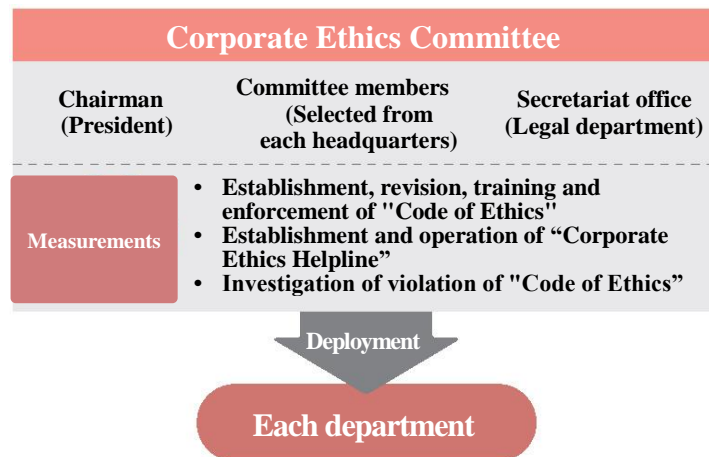 Corporate Ethics Committee
Chairman
(President)
Committee members
(Selected from
each headquarters)
Secretariat office
(Legal department)
Measurements
• Establishment, revision, training and
enforcement of "Code of Ethics"
• Establishment and operation of “Corporate
Ethics Helpline”
• Investigation of violation of "Code of Ethics”
Deployment
Each department